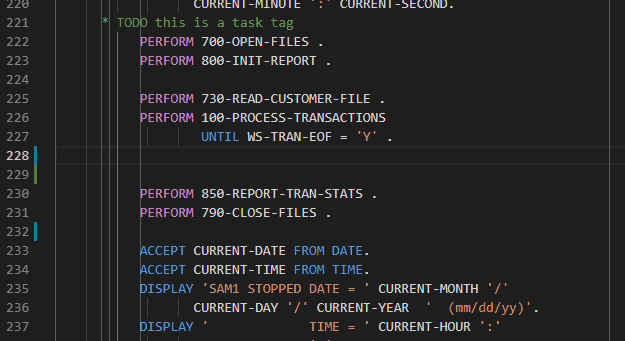 220 CURRENT-MINUTE ':' CURRENT-SECOND.
221 * TODO this is a task tag
222 PERFORM 700-OPEN-FILES .
223 PERFORM 800-INIT-REPORT .
224
225 PERFORM 730-READ-CUSTOMER-FILE .
226 PERFORM 100-PROCESS-TRANSACTIONS
227 UNTIL WS-TRAN-EOF = 'Y' .
228
229
230 PERFORM 850-REPORT-TRAN-STATS .
231 PERFORM 790-CLOSE-FILES .
232
233 ACCEPT CURRENT-DATE FROM DATE.
234 ACCEPT CURRENT-TIME FROM TIME.
235 DISPLAY 'SAM1 STOPPED DATE = ' CURRENT-MONTH '/'
236 CURRENT-DAY '/' CURRENT-YEAR '  (mm/dd/yy)'.
237 DISPLAY '             TIME = ' CURRENT-HOUR ':'